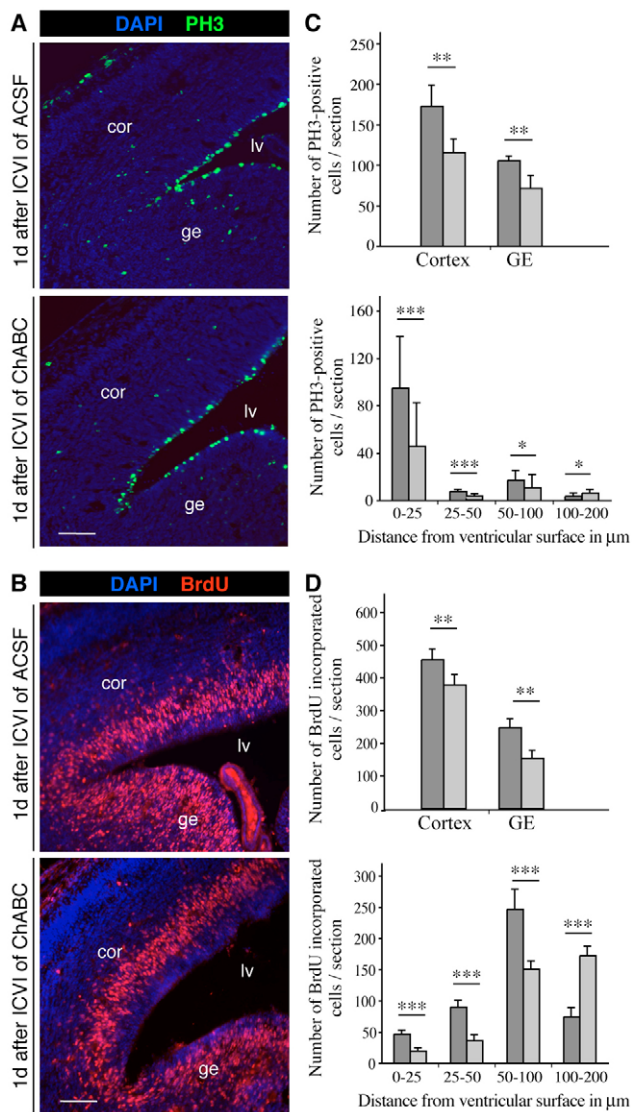 A
DAPI PH3
1d after ICVI of ACSF
cor
lv
ge
1d after ICVI of ChABC
cor
lv
ge
C
Number of PH3-positive
cells / section
250
200
150
100
50
0
**
**
Cortex GE
Number of PH3-positive
cells / section
160
120
80
40
0
***
***
*
*
0-25 25-50 50-100 100-200
Distance from ventricular surface in µm
B
DAPI BrdU
1d after ICVI of ACSF
cor
lv
ge
1d after ICVI of ChABC
cor
lv
ge
D
Number of BrdU incorporated
cells / section
600
500
400
300
200
100
0
**
**
Cortex GE
Number of BrdU incorporated
cells / section
300
250
200
150
100
50
0
***
***
***
***
0-25 25-50 50-100 100-200
Distance from ventricular surface in µm